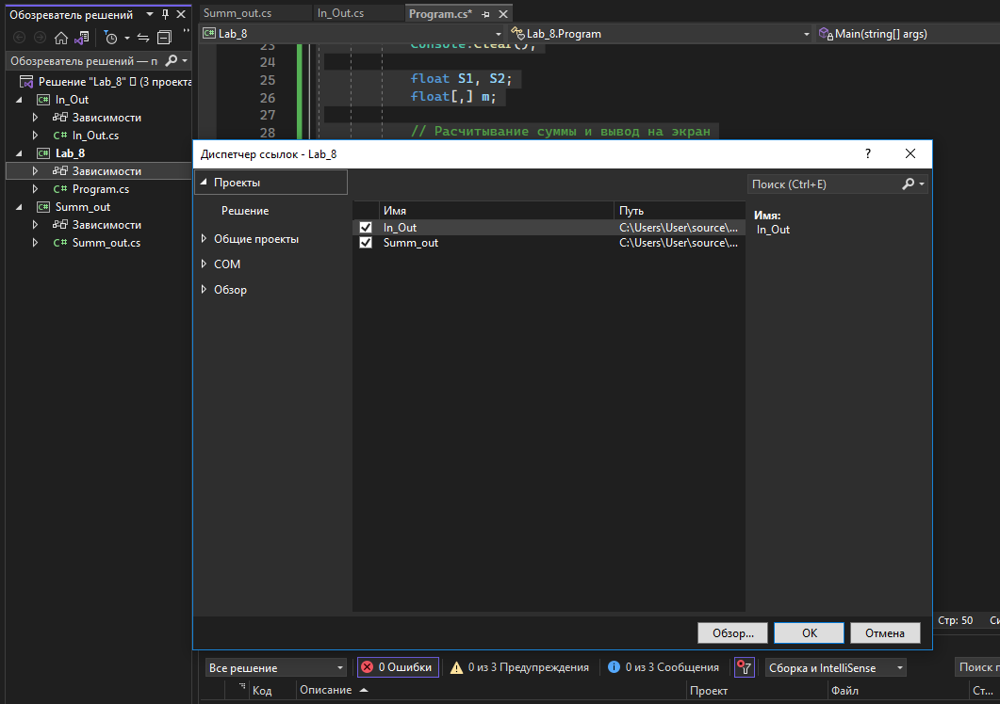 Обозреватель решений
Обозреватель решений — п
Решение "Lab_8" (3 проекта
In_Out
Зависимости
In_Out.cs
Lab_8
Зависимости
Program.cs
Summ_out
Зависимости
Summ_out.cs
Summ_out.cs
In_Out.cs
Program.cs*
Lab_8
Lab_8.Program
Main(string[] args)
23 Console.Clear();
24
25 float S1, S2;
26 float[,] m;
27
28 // Расчитывание суммы и вывод на экран
Диспетчер ссылок - Lab_8
?
Проекты
Решение
Общие проекты
COM
Обзор
Поиск (Ctrl+E)
Имя Путь
In_Out C:\Users\User\source\...
Summ_out C:\Users\User\source\...
Имя:
In_Out
Обзор...
OK
Отмена
Стр: 50
Си
Все решение
0 Ошибки
0 из 3 Предупреждения
0 из 3 Сообщения
Сборка и IntelliSense
Поиск п
Код
Описание
Проект
Файл
Ст...